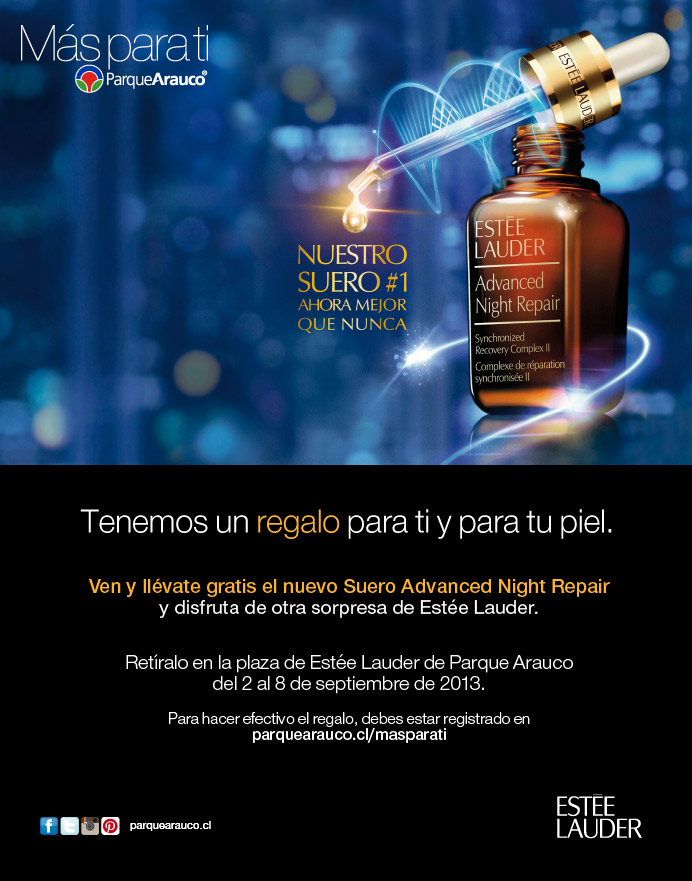 Más para ti
ParqueArauco®
ESTĒE LAUDER
NUESTRO
SUERO #1
AHORA MEJOR
QUE NUNCA
ESTĒE
LAUDER
Advanced
Night Repair
Synchronized
Recovery Complex II
Complexe de réparation
synchronisée II
Tenemos un regalo para ti y para tu piel.
Ven y llévate gratis el nuevo Suero Advanced Night Repair
y disfruta de otra sorpresa de Estée Lauder.
Retíralo en la plaza de Estée Lauder de Parque Arauco
del 2 al 8 de septiembre de 2013.
Para hacer efectivo el regalo, debes estar registrado en
parquearauco.cl/masparati
parquearauco.cl
ESTĒE
LAUDER